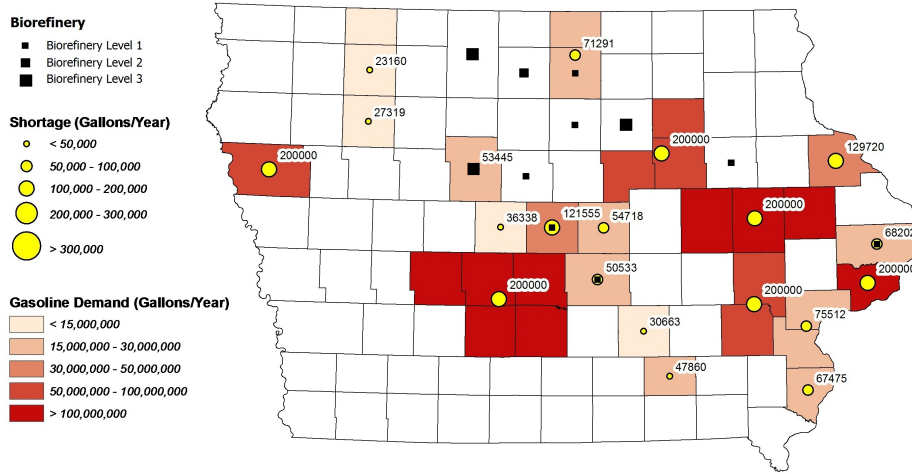 Biorefinery
Biorefinery Level 1
Biorefinery Level 2
Biorefinery Level 3
Shortage (Gallons/Year)
< 50,000
50,000 - 100,000
100,000 - 200,000
200,000 - 300,000
> 300,000
Gasoline Demand (Gallons/Year)
< 15,000,000
15,000,000 - 30,000,000
30,000,000 - 50,000,000
50,000,000 - 100,000,000
> 100,000,000
71291
23160
27319
200000
129720
53445
200000
36338
121555
54718
200000
68202
50533
200000
200000
200000
75512
30663
47860
67475